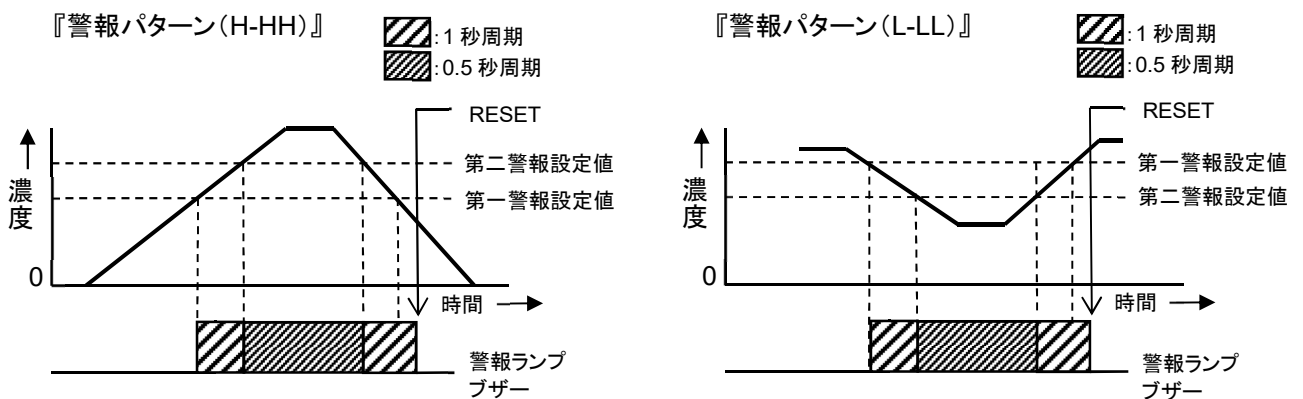 『警報パターン(H-HH)』
:1 秒周期
:0.5 秒周期
RESET
第二警報設定値
第一警報設定値
濃度
0
時間
警報ランプ
ブザー
『警報パターン(L-LL)』
:1 秒周期
:0.5 秒周期
RESET
第一警報設定値
第二警報設定値
濃度
0
時間
警報ランプ
ブザー